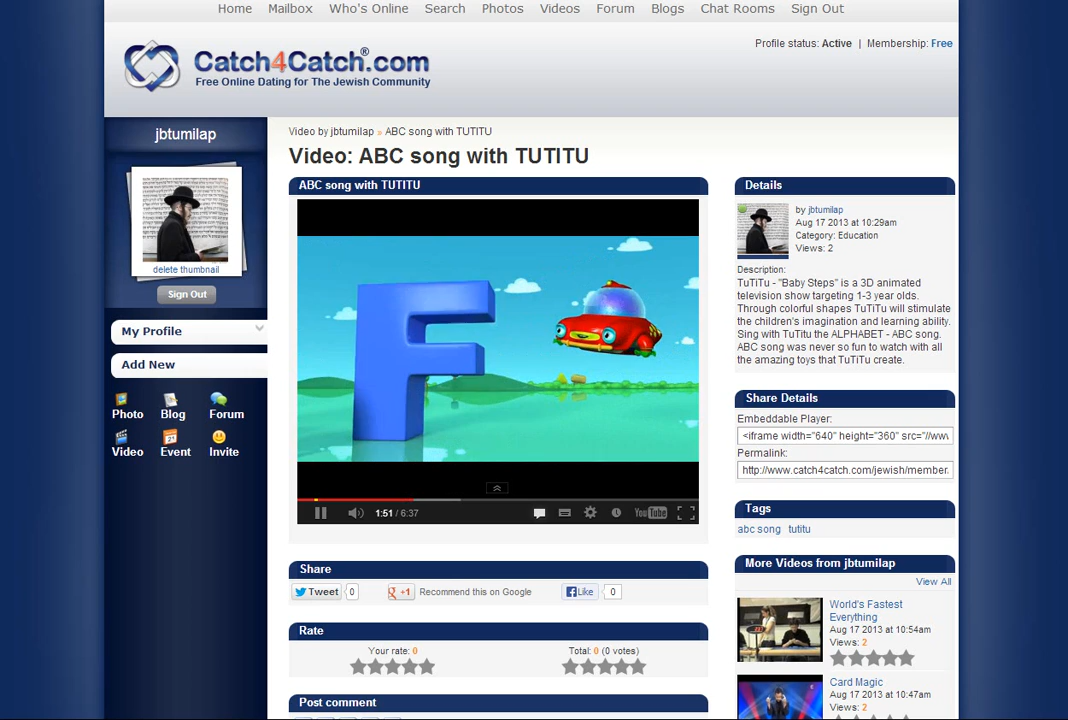 Home Mailbox Who's Online Search Photos Videos Forum Blogs Chat Rooms Sign Out
Profile status: Active | Membership: Free
Catch4Catch.com®
Free Online Dating for The Jewish Community
jbtumilap
delete thumbnail
Sign Out
My Profile
Add New
Photo Blog Forum
Video Event Invite
Video by jbtumilap » ABC song with TUTITU
Video: ABC song with TUTITU
ABC song with TUTITU
F
1:51 / 6:37
YouTube
Share
Tweet 0
+1 Recommend this on Google
Like 0
Rate
Your rate: 0
Total: 0 (0 votes)
Post comment
Details
by jbtumilap
Aug 17 2013 at 10:29am
Category: Education
Views: 2
Description:
TuTiTu - "Baby Steps" is a 3D animated
television show targeting 1-3 year olds.
Through colorful shapes TuTiTu will stimulate
the children's imagination and learning ability.
Sing with TuTitu the ALPHABET - ABC song.
ABC song was never so fun to watch with all
the amazing toys that TuTiTu create.
Share Details
Embeddable Player:
<iframe width="640" height="360" src="//www
Permalink:
http://www.catch4catch.com/jewish/member.
Tags
abc song tutitu
More Videos from jbtumilap
View All
World's Fastest
Everything
Aug 17 2013 at 10:54am
Views: 2
Card Magic
Aug 17 2013 at 10:47am
Views: 2